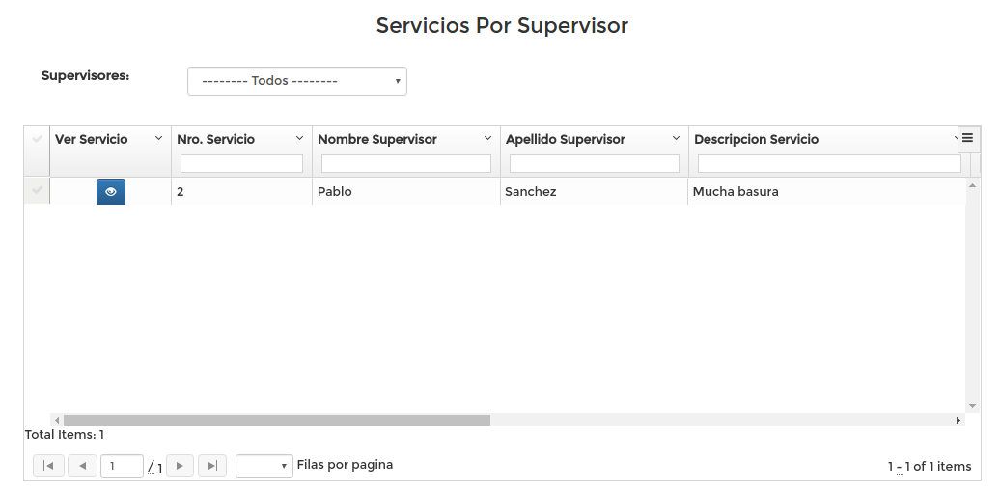 Servicios Por Supervisor
Supervisores:
-------- Todos --------
Ver Servicio Nro. Servicio Nombre Supervisor Apellido Supervisor Descripcion Servicio
2 Pablo Sanchez Mucha basura
Total Items: 1
1 / 1 Filas por pagina 1 - 1 of 1 items